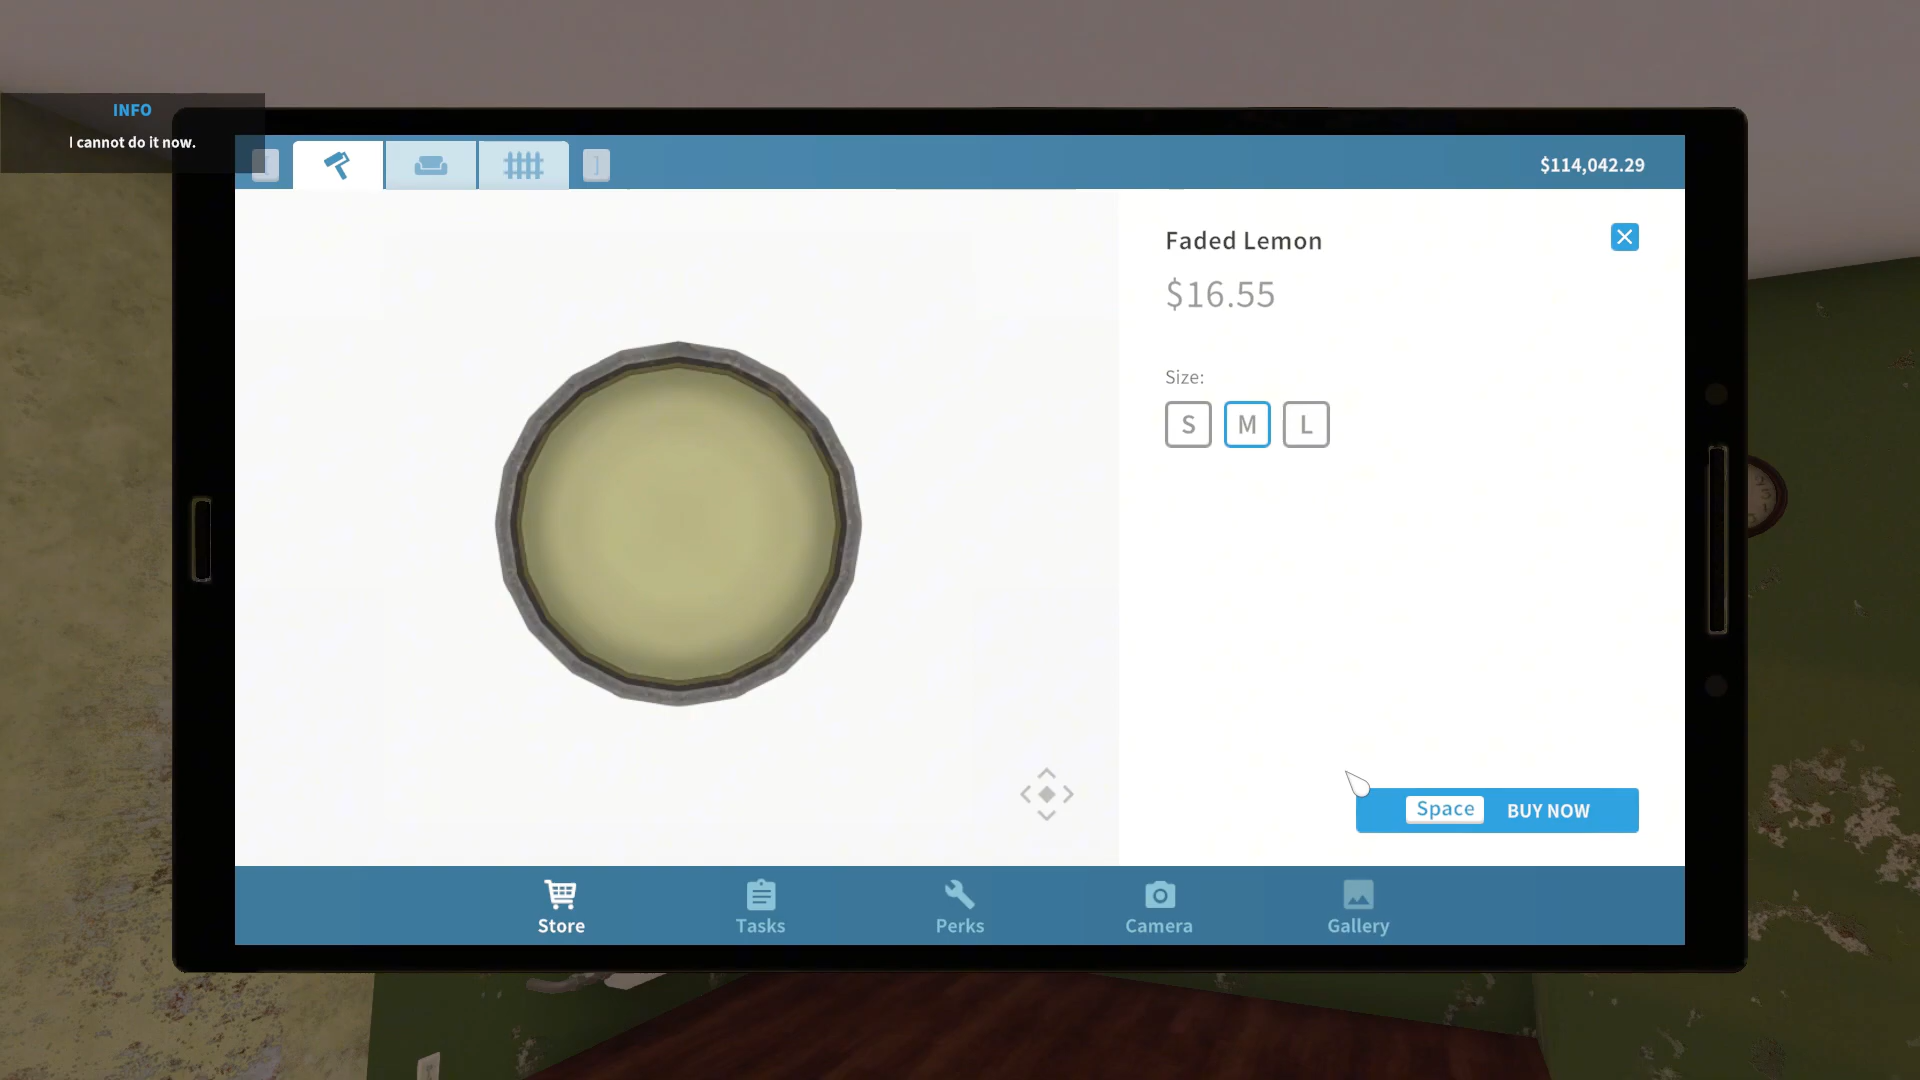 INFO
I cannot do it now.
[
]
$114,042.29
Faded Lemon
$16.55
Size:
S M L
Space BUY NOW
Store Tasks Perks Camera Gallery